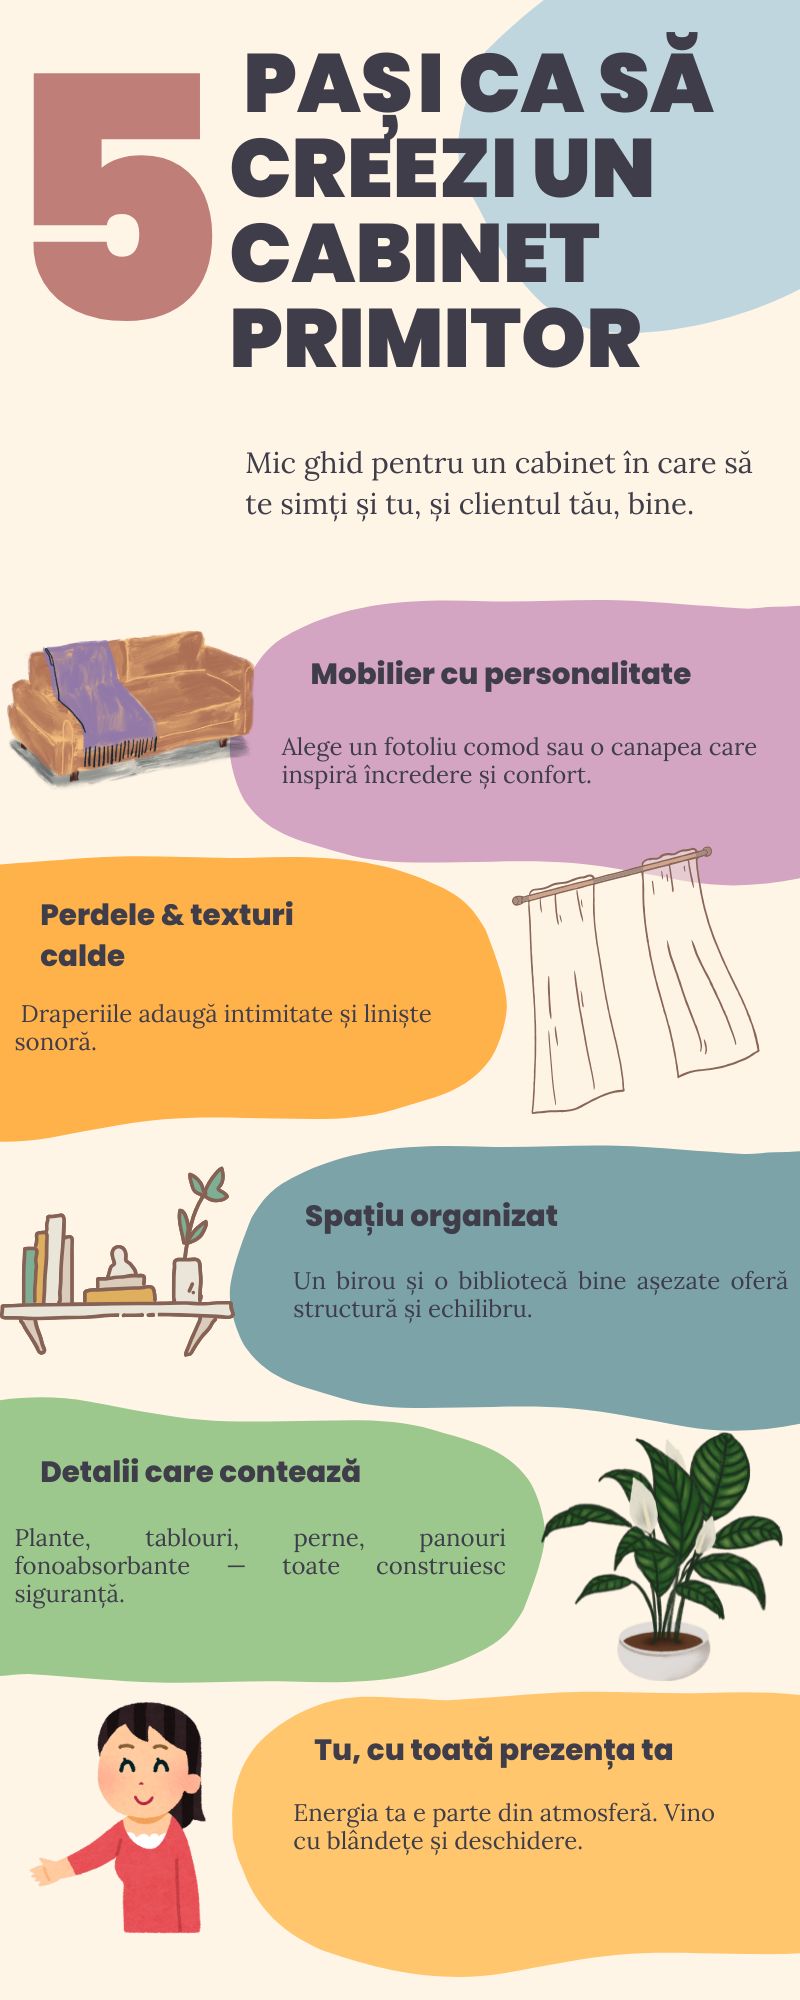 5
PAȘI CA SĂ
CREEZI UN
CABINET
PRIMITOR
Mic ghid pentru un cabinet în care să
te simți și tu, și clientul tău, bine.
Mobilier cu personalitate
Alege un fotoliu comod sau o canapea care
inspiră încredere și confort.
Perdele & texturi
calde
Draperiile adaugă intimitate și liniște
sonoră.
Spațiu organizat
Un birou și o bibliotecă bine așezate oferă
structură și echilibru.
Detalii care contează
Plante, tablouri, perne, panouri
fonoabsorbante — toate construiesc
siguranță.
Tu, cu toată prezența ta
Energia ta e parte din atmosferă. Vino
cu blândețe și deschidere.